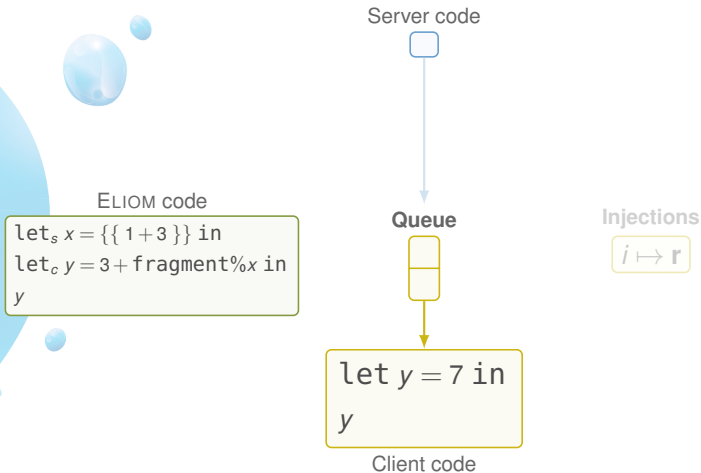 Server code
ELIOM code
let_s x = {{ 1+3 }} in
let_c y = 3 + fragment%x in
y
Queue
Injections
i ↦ r
let y = 7 in
y
Client code